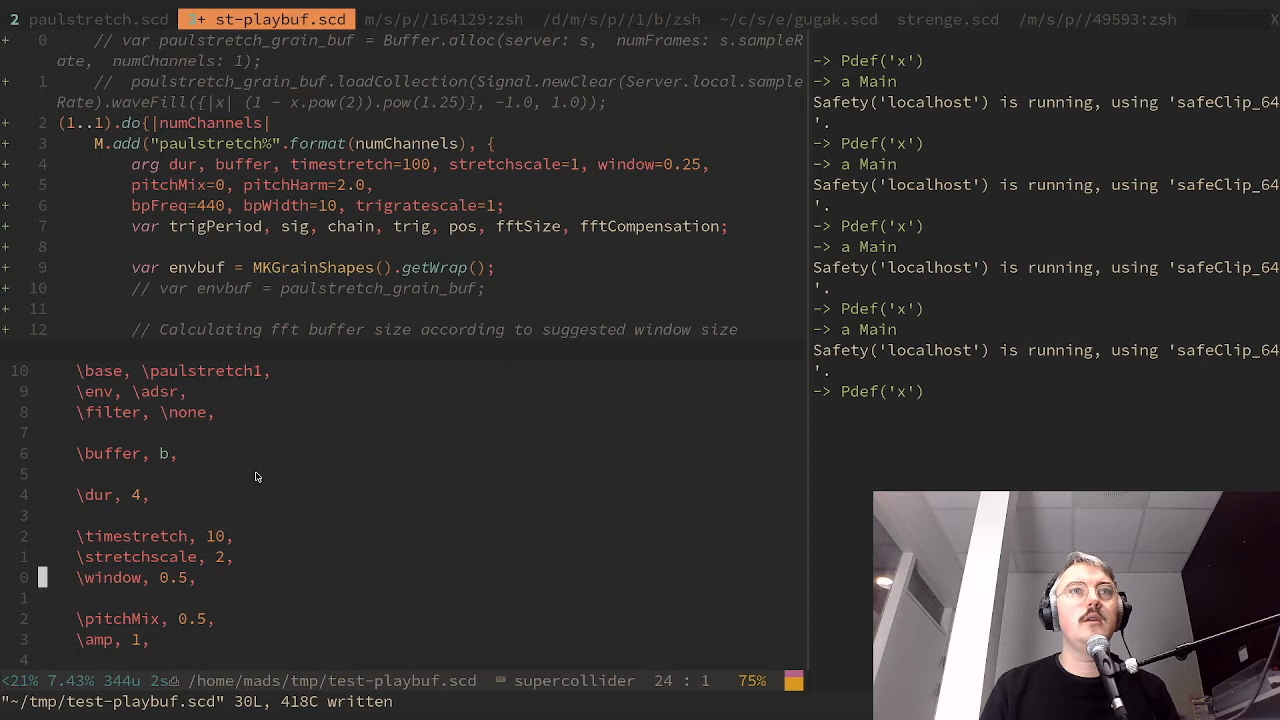 2 paulstretch.scd 3+ st-playbuf.scd m/s/p//164129:zsh /d/m/s/p//1/b/zsh ~/c/s/e/gugak.scd strenge.scd /m/s/p//49593:zsh X
+ 0 // var paulstretch_grain_buf = Buffer.alloc(server: s, numFrames: s.sampleR
ate, numChannels: 1);
+ 1 // paulstretch_grain_buf.loadCollection(Signal.newClear(Server.local.sample
Rate).waveFill({|x| (1 - x.pow(2)).pow(1.25)}, -1.0, 1.0));
+ 2 (1..1).do{|numChannels|
+ 3 M.add("paulstretch%".format(numChannels), {
+ 4 arg dur, buffer, timestretch=100, stretchscale=1, window=0.25,
+ 5 pitchMix=0, pitchHarm=2.0,
+ 6 bpFreq=440, bpWidth=10, trigratescale=1;
+ 7 var trigPeriod, sig, chain, trig, pos, fftSize, fftCompensation;
+ 8
+ 9 var envbuf = MKGrainShapes().getWrap();
+ 10 // var envbuf = paulstretch_grain_buf;
+ 11
+ 12 // Calculating fft buffer size according to suggested window size
10 \base, \paulstretch1,
9 \env, \adsr,
8 \filter, \none,
7
6 \buffer, b,
5
4 \dur, 4,
3
2 \timestretch, 10,
1 \stretchscale, 2,
0 \window, 0.5,
1
2 \pitchMix, 0.5,
3 \amp, 1,
4
<21% 7.43% 344u 2s /home/mads/tmp/test-playbuf.scd supercollider 24 : 1 75%
"~/tmp/test-playbuf.scd" 30L, 418C written
-> Pdef('x')
-> a Main
Safety('localhost') is running, using 'safeClip_64
'.
-> Pdef('x')
-> a Main
Safety('localhost') is running, using 'safeClip_64
'.
-> Pdef('x')
-> a Main
Safety('localhost') is running, using 'safeClip_64
'.
-> Pdef('x')
-> a Main
Safety('localhost') is running, using 'safeClip_64
'.
-> Pdef('x')